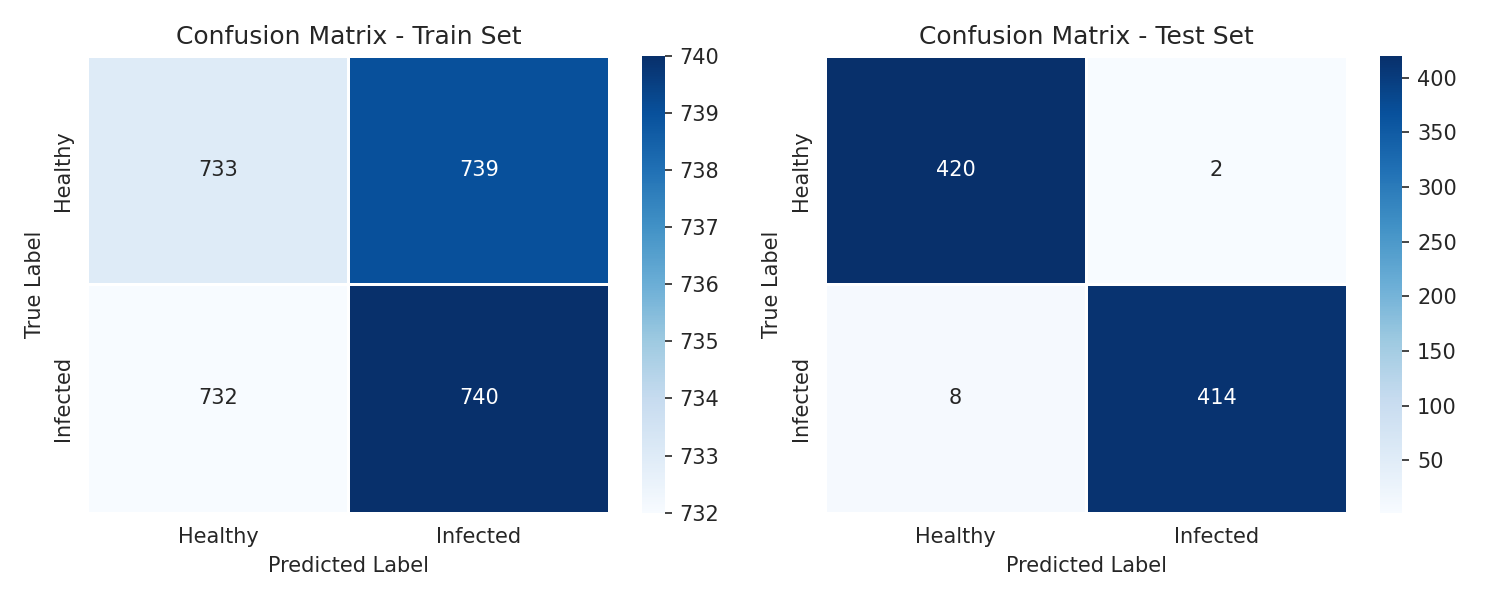 Confusion Matrix - Train Set
True Label
Healthy
Infected
733
739
732
740
Healthy
Infected
Predicted Label
740
739
738
737
736
735
734
733
732
Confusion Matrix - Test Set
True Label
Healthy
Infected
420
2
8
414
Healthy
Infected
Predicted Label
400
350
300
250
200
150
100
50